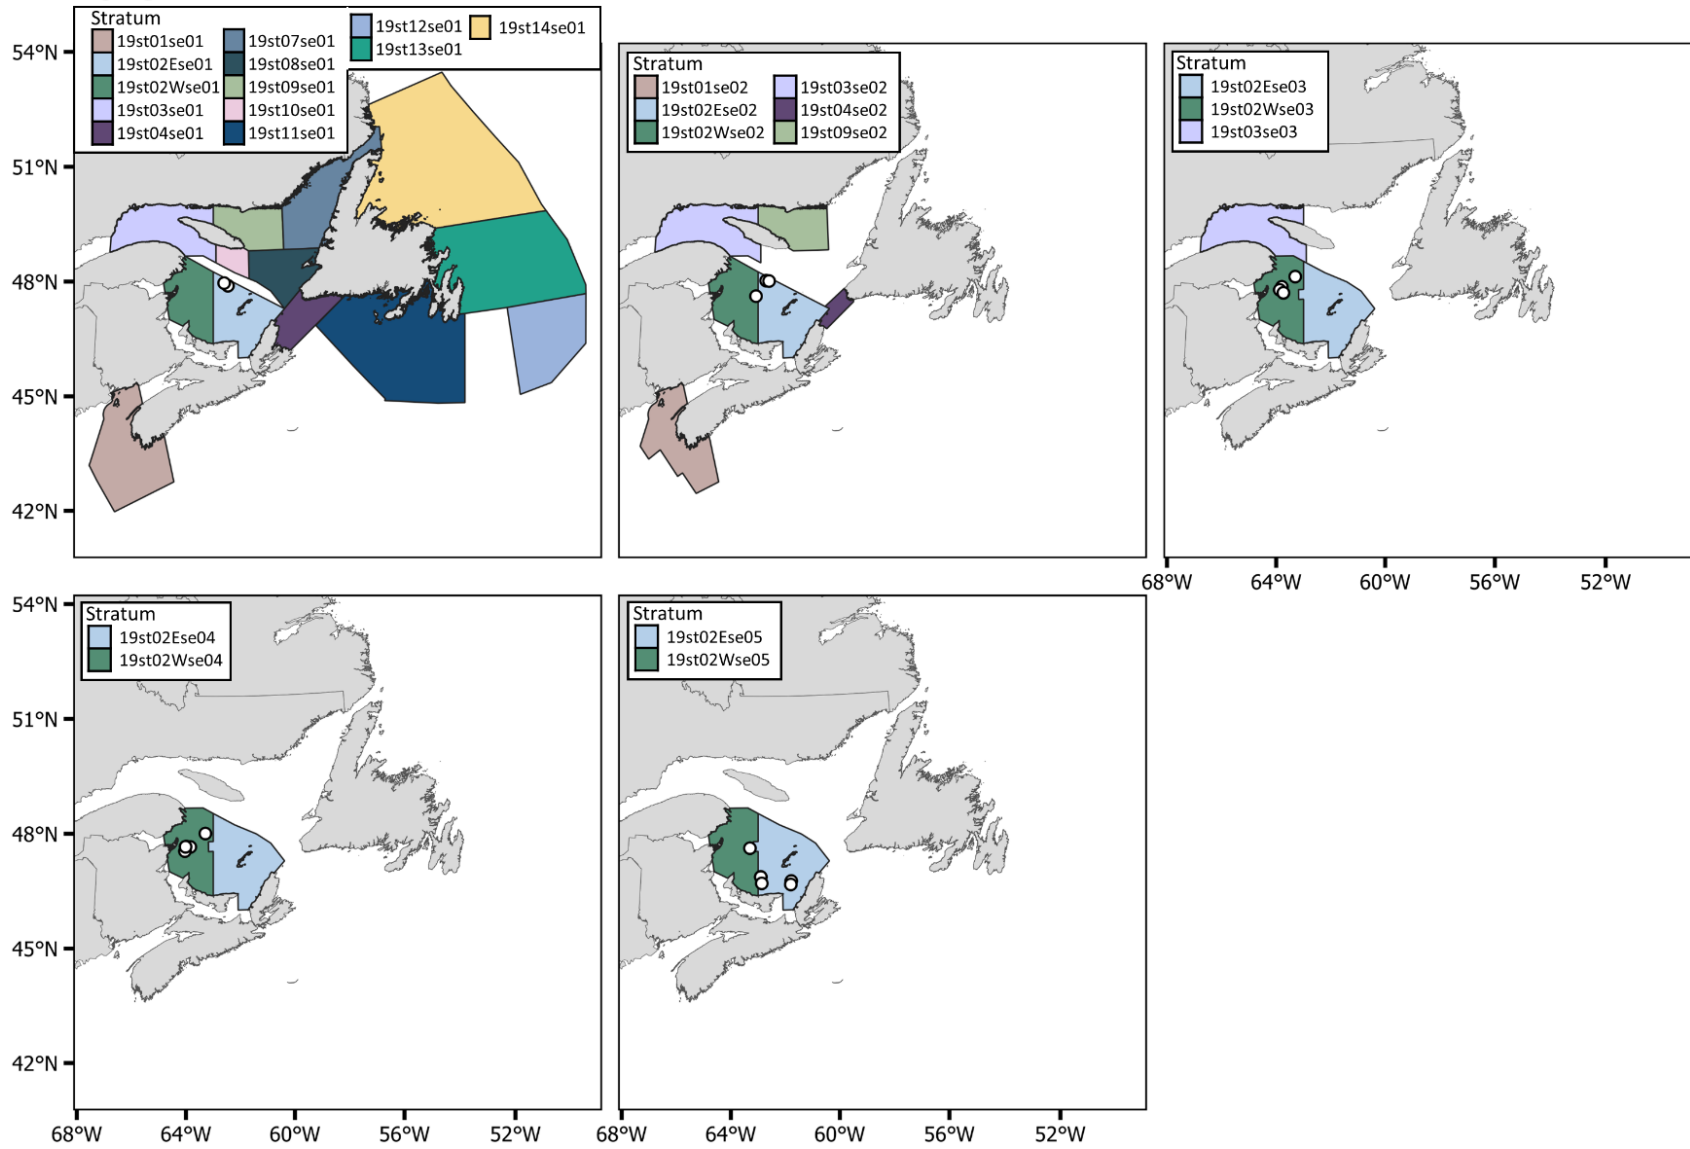 Stratum
19st01se01
19st02Ese01
19st02Wse01
19st03se01
19st04se01
19st07se01
19st08se01
19st09se01
19st10se01
19st11se01
19st12se01
19st13se01
19st14se01
54°N
51°N
48°N
45°N
42°N
Stratum
19st01se02
19st02Ese02
19st02Wse02
19st03se02
19st04se02
19st09se02
Stratum
19st02Ese03
19st02Wse03
19st03se03
68°W 64°W 60°W 56°W 52°W
Stratum
19st02Ese04
19st02Wse04
54°N
51°N
48°N
45°N
42°N
68°W 64°W 60°W 56°W 52°W
Stratum
19st02Ese05
19st02Wse05
68°W 64°W 60°W 56°W 52°W